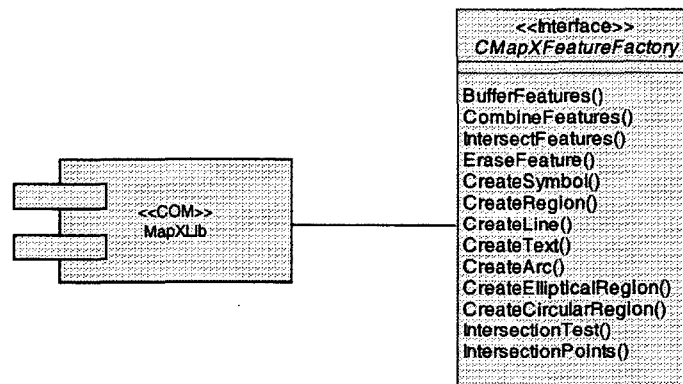 <<Interface>>
CMapXFeatureFactory
BufferFeatures()
CombineFeatures()
IntersectFeatures()
EraseFeature()
CreateSymbol()
CreateRegion()
CreateLine()
CreateText()
CreateArc()
CreateEllipticalRegion()
CreateCircularRegion()
IntersectionTest()
IntersectionPoints()
<<COM>>
MapXLib